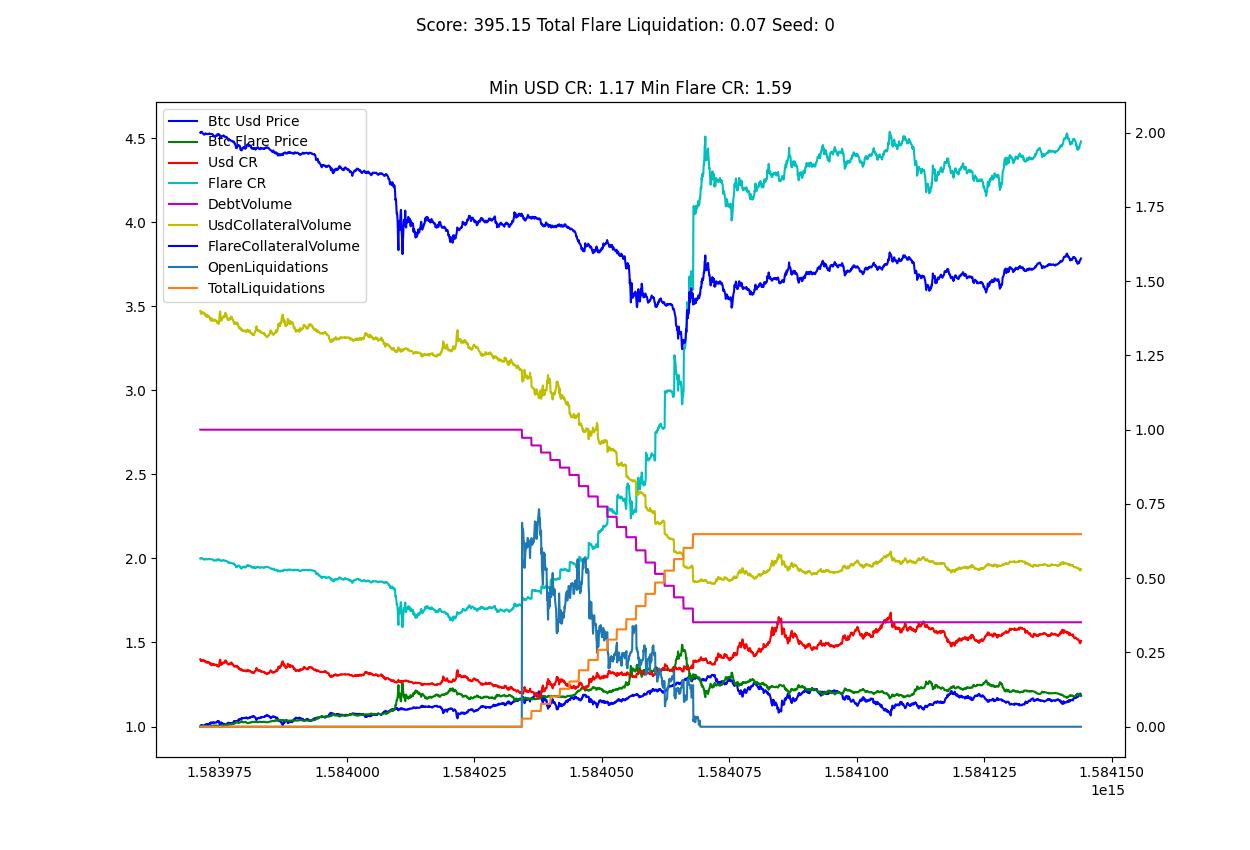 Score: 395.15 Total Flare Liquidation: 0.07 Seed: 0
Min USD CR: 1.17 Min Flare CR: 1.59
Btc Usd Price
Btc Flare Price
Usd CR
Flare CR
DebtVolume
UsdCollateralVolume
FlareCollateralVolume
OpenLiquidations
TotalLiquidations
4.5
4.0
3.5
3.0
2.5
2.0
1.5
1.0
2.00
1.75
1.50
1.25
1.00
0.75
0.50
0.25
0.00
1.583975 1.584000 1.584025 1.584050 1.584075 1.584100 1.584125 1.584150
1e15